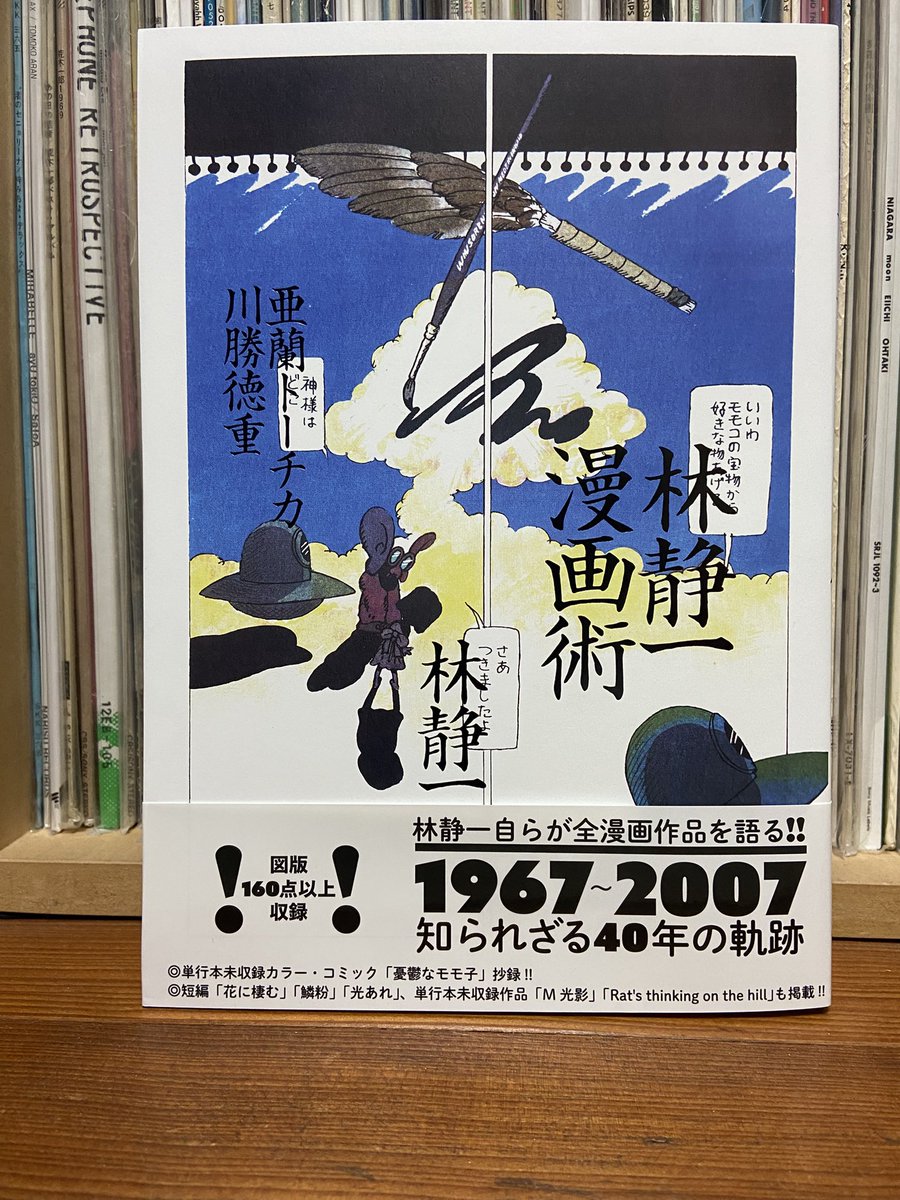 林静一
漫画術
いいわ
モモコの宝物から
好きな物あげる
亜蘭トーチカ
川勝徳重
神様は
どこ
さあ
つきましたよ
林静一
林静一自らが全漫画作品を語る!!
1967~2007
知られざる40年の軌跡
!図版
160点以上
収録!
◎単行本未収録カラー・コミック「憂鬱なモモ子」抄録!!
◎短編「花に棲む」「鱗粉」「光あれ」、単行本未収録作品「M 光影」「Rat's thinking on the hill」も掲載!!
PHONE RETROSPECTIVE
MIHABELLE
12E8-105
NIAGARA moon EIICHI OHTAKI
SRJL 1092~3